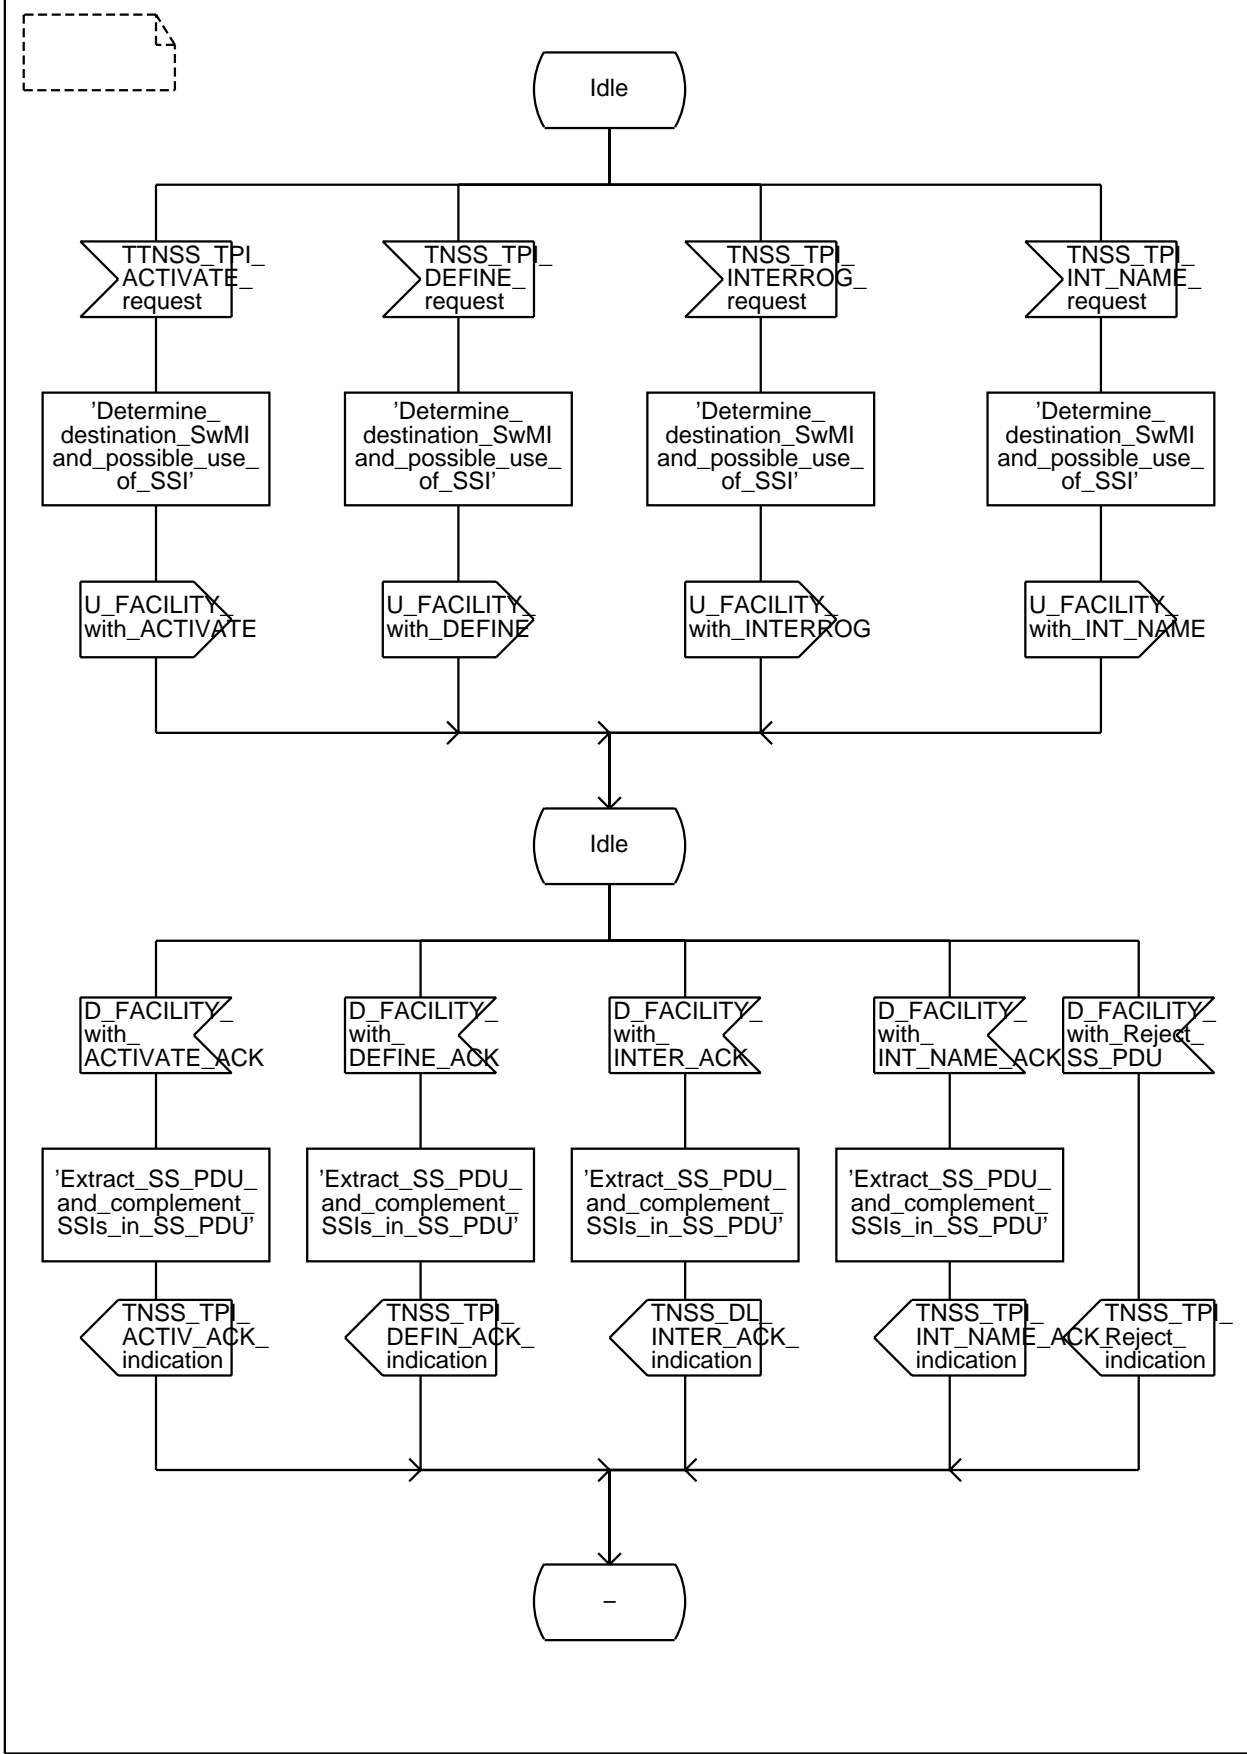 Idle
TTNSS_TPI_
ACTIVATE_
request
TNSS_TPI_
DEFINE_
request
TNSS_TPI_
INTERROG_
request
TNSS_TPI_
INT_NAME_
request
’Determine_
destination_SwMI
and_possible_use_
of_SSI’
’Determine_
destination_SwMI
and_possible_use_
of_SSI’
’Determine_
destination_SwMI
and_possible_use_
of_SSI’
’Determine_
destination_SwMI
and_possible_use_
of_SSI’
U_FACILITY_
with_ACTIVATE
U_FACILITY_
with_DEFINE
U_FACILITY_
with_INTERROG
U_FACILITY_
with_INT_NAME
Idle
D_FACILITY_
with_
ACTIVATE_ACK
D_FACILITY_
with_
DEFINE_ACK
D_FACILITY_
with_
INTER_ACK
D_FACILITY_
with_
INT_NAME_ACK
D_FACILITY_
with_Reject_
SS_PDU
’Extract_SS_PDU_
and_complement_
SSIs_in_SS_PDU’
’Extract_SS_PDU_
and_complement_
SSIs_in_SS_PDU’
’Extract_SS_PDU_
and_complement_
SSIs_in_SS_PDU’
’Extract_SS_PDU_
and_complement_
SSIs_in_SS_PDU’
TNSS_TPI_
ACTIV_ACK_
indication
TNSS_TPI_
DEFIN_ACK_
indication
TNSS_DL_
INTER_ACK_
indication
TNSS_TPI_
INT_NAME_ACK_
indication
TNSS_TPI_
Reject_
indication
–